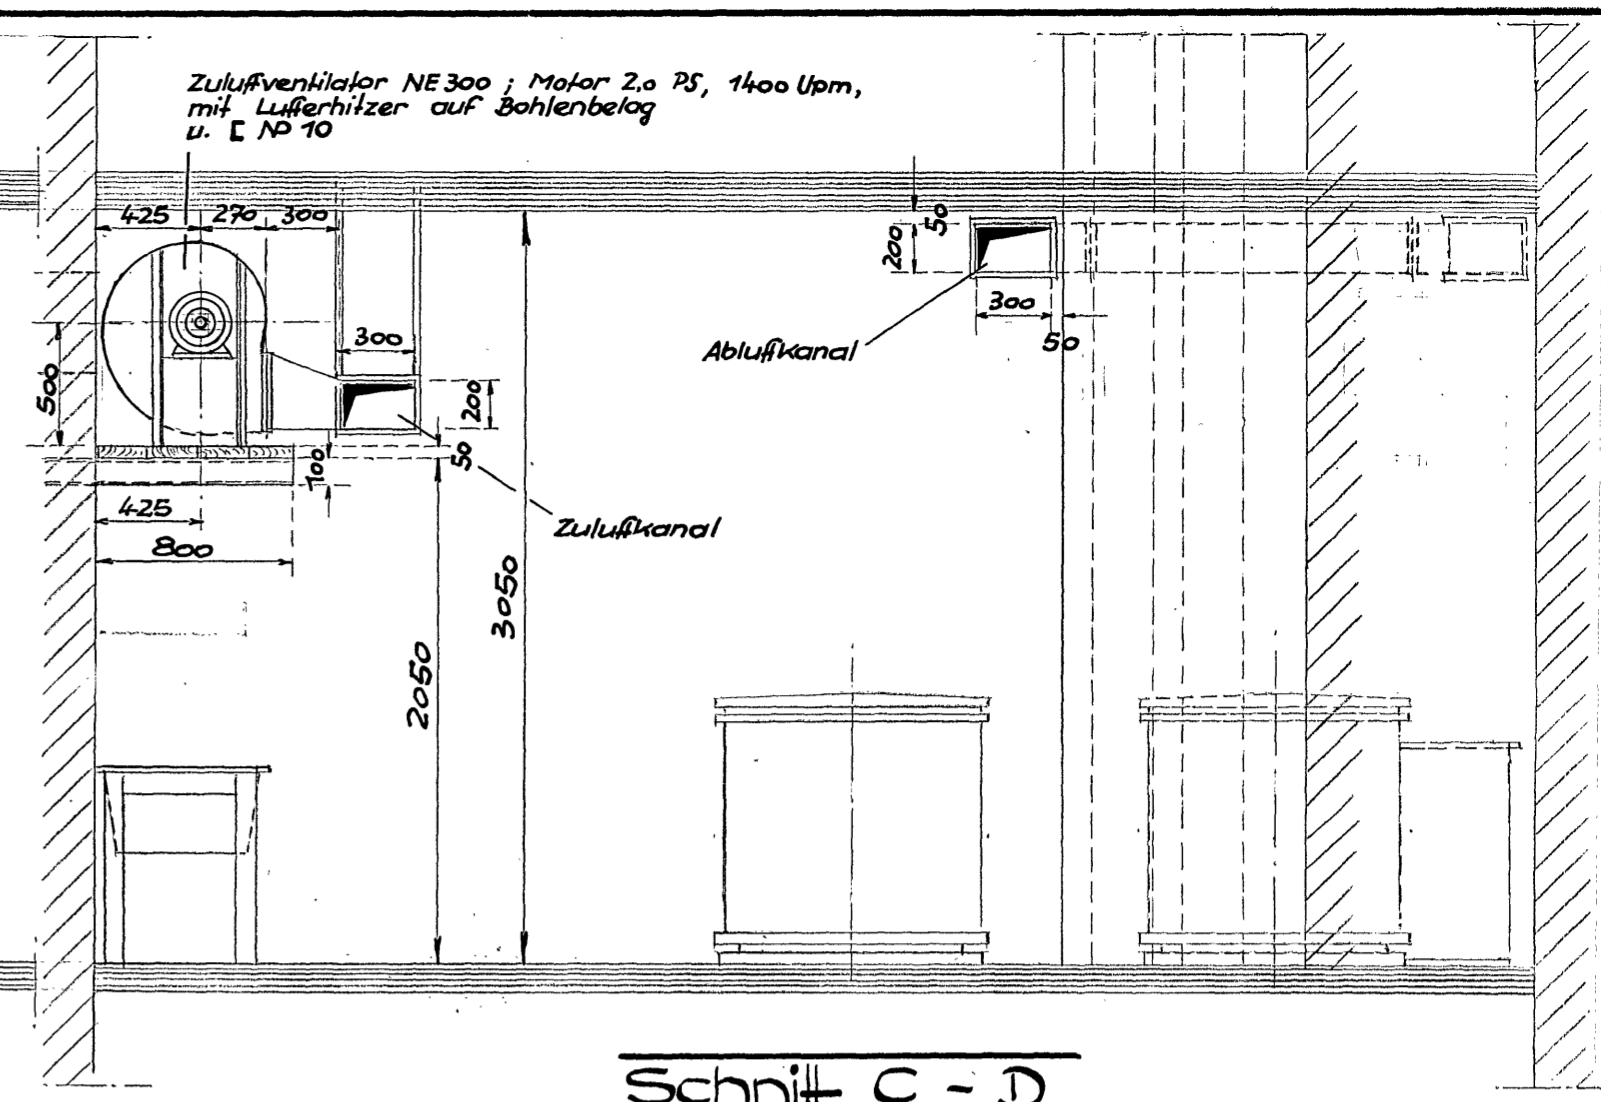 Zuluftventilator NE 300 ; Motor 2,0 PS, 1400 Upm,
mit Lufterhitzer auf Bohlenbelag
u. [ NP 10
425 270 300
50
200
300
50
Abluftkanal
300
500
200
50
100
425
800
Zuluftkanal
3050
2050
Schnitt C - D